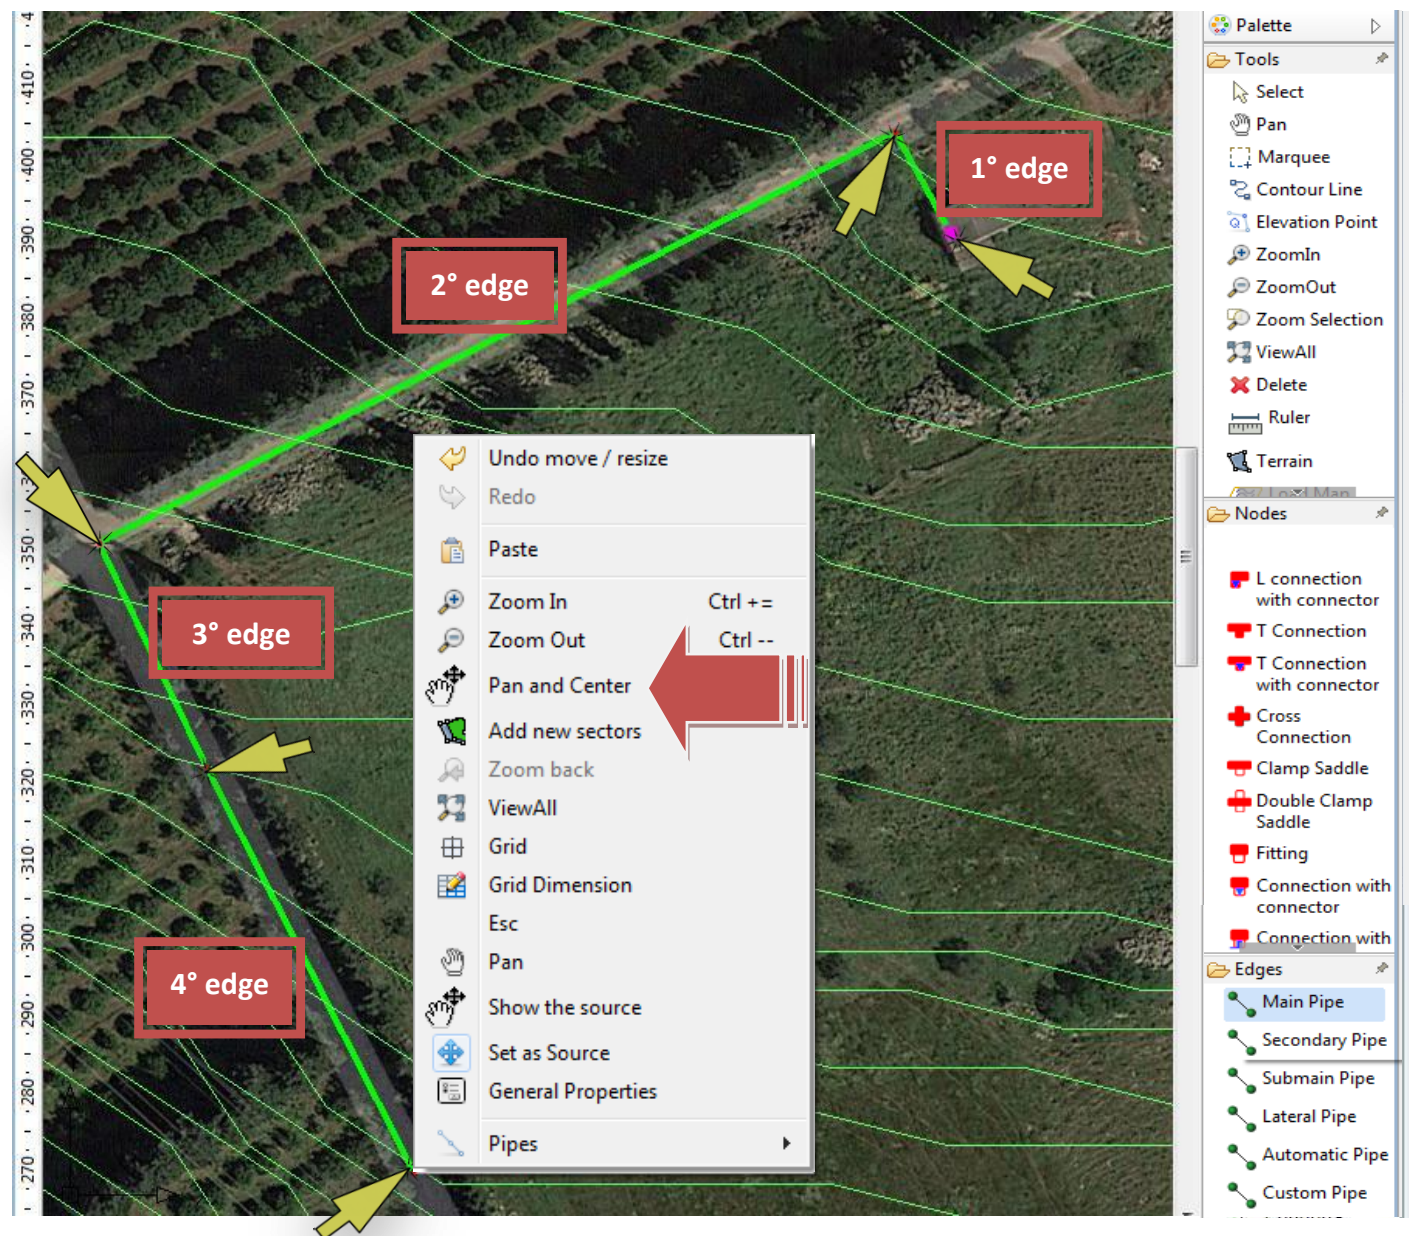 410
400
390
380
370
350
340
330
320
310
300
290
280
270
1° edge
2° edge
3° edge
4° edge
Undo move / resize
Redo
Paste
Zoom In Ctrl +=
Zoom Out Ctrl --
Pan and Center
Add new sectors
Zoom back
ViewAll
Grid
Grid Dimension
Esc
Pan
Show the source
Set as Source
General Properties
Pipes
Palette
Tools
Select
Pan
Marquee
Contour Line
Elevation Point
ZoomIn
ZoomOut
Zoom Selection
ViewAll
Delete
Ruler
Terrain
Load Map
Nodes
L connection
with connector
T Connection
T Connection
with connector
Cross
Connection
Clamp Saddle
Double Clamp
Saddle
Fitting
Connection with
connector
Connection with
Edges
Main Pipe
Secondary Pipe
Submain Pipe
Lateral Pipe
Automatic Pipe
Custom Pipe